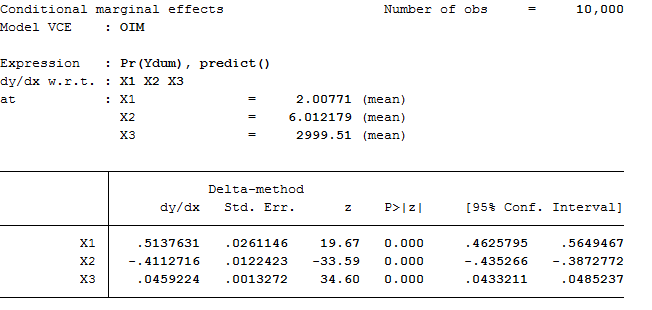 Conditional marginal effects                      Number of obs   =     10,000
Model VCE    : OIM
Expression   : Pr(Ydum), predict()
dy/dx w.r.t. : X1 X2 X3
at           : X1              =     2.00771 (mean)
X2              =    6.012179 (mean)
X3              =     2999.51 (mean)
Delta-method
dy/dx   Std. Err.      z    P>|z|     [95% Conf. Interval]
X1    .5137631   .0261146    19.67   0.000     .4625795    .5649467
X2   -.4112716   .0122423   -33.59   0.000     -.435266   -.3872772
X3    .0459224   .0013272    34.60   0.000     .0433211    .0485237